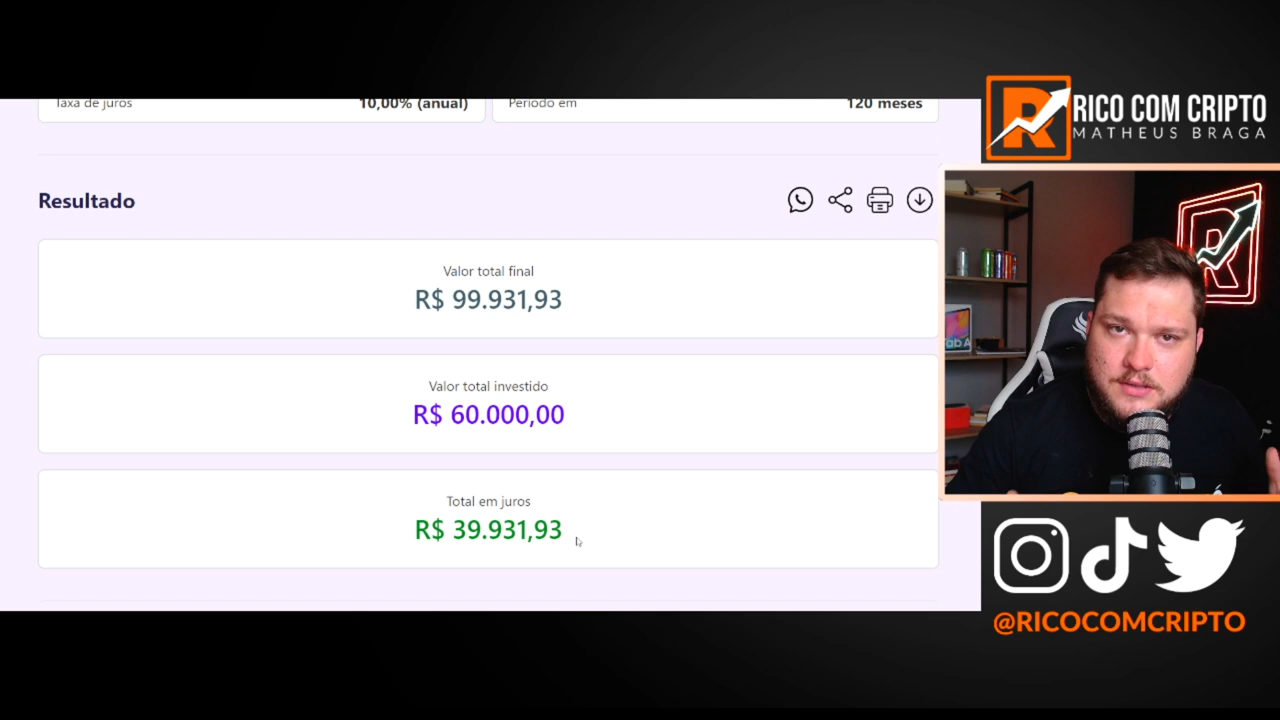 Taxa de juros
10,00% (anual)
Período em
120 meses
Resultado
Valor total final
R$ 99.931,93
Valor total investido
R$ 60.000,00
Total em juros
R$ 39.931,93
R RICO COM CRIPTO
MATHEUS BRAGA
R
Tab A
@RICOCOMCRIPTO